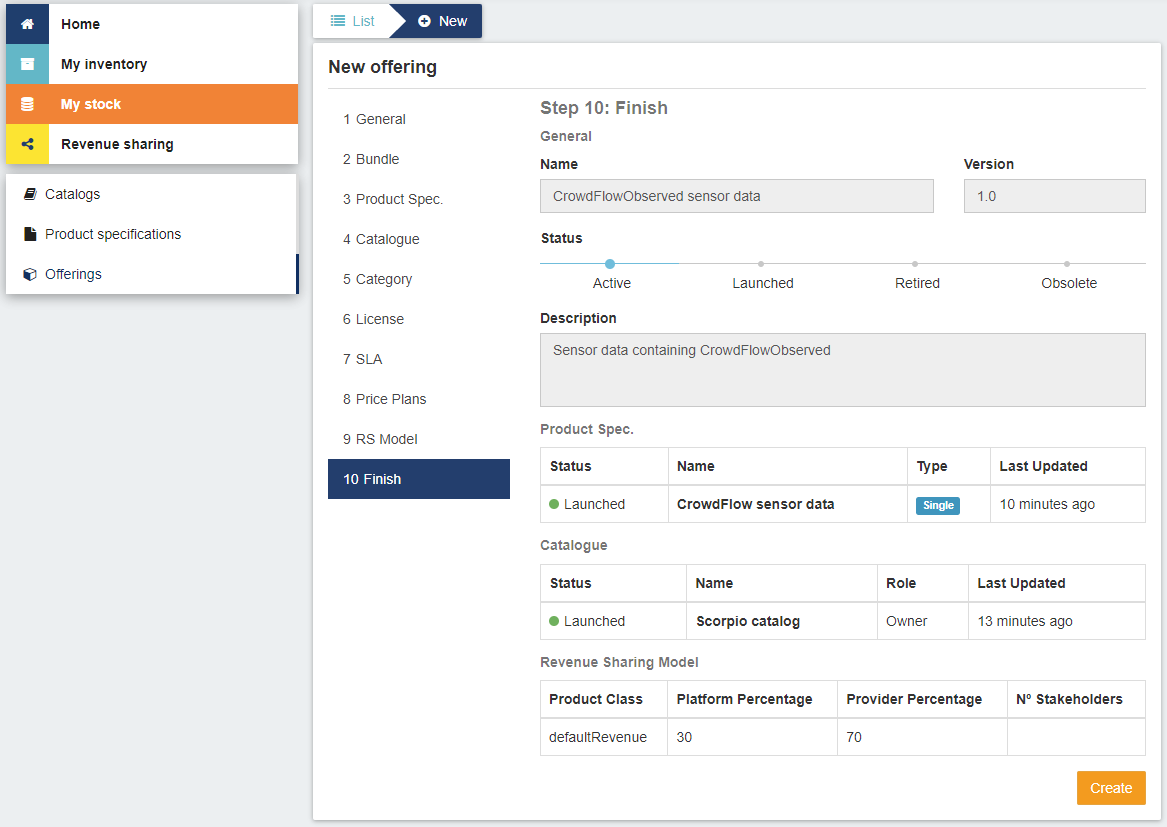 Home
My inventory
My stock
Revenue sharing
Catalogs
Product specifications
Offerings
List New
New offering
1 General
2 Bundle
3 Product Spec.
4 Catalogue
5 Category
6 License
7 SLA
8 Price Plans
9 RS Model
10 Finish
Step 10: Finish
General
Name Version
CrowdFlowObserved sensor data 1.0
Status
Active Launched Retired Obsolete
Description
Sensor data containing CrowdFlowObserved
Product Spec.
Status Name Type Last Updated
Launched CrowdFlow sensor data Single 10 minutes ago
Catalogue
Status Name Role Last Updated
Launched Scorpio catalog Owner 13 minutes ago
Revenue Sharing Model
Product Class Platform Percentage Provider Percentage Nº Stakeholders
defaultRevenue 30 70
Create